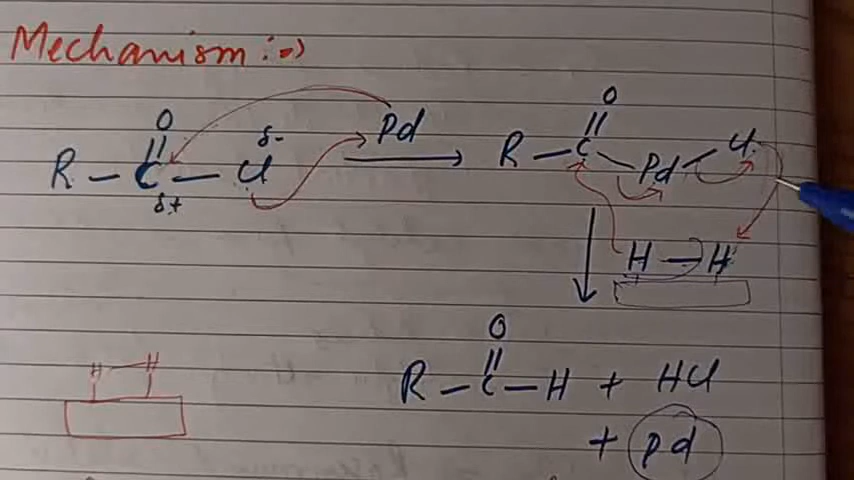 Mechanism :-
O Pd O
R - C - Cl δ- → R - C - Pd - Cl
δ+
H - H
O
R - C - H + HCl
+ pd
H - H